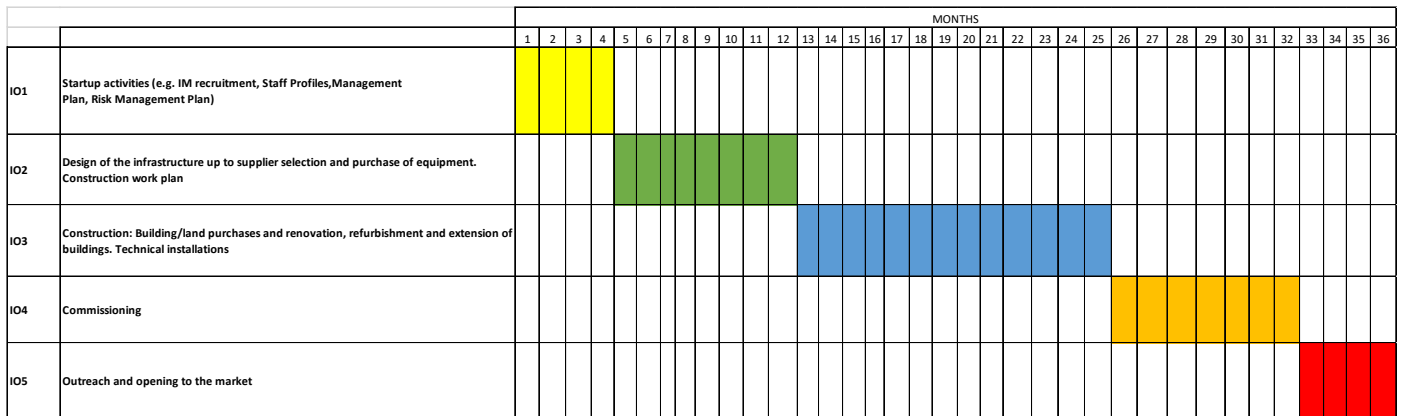 MONTHS
1 2 3 4 5 6 7 8 9 10 11 12 13 14 15 16 17 18 19 20 21 22 23 24 25 26 27 28 29 30 31 32 33 34 35 36
IO1
Startup activities (e.g. IM recruitment, Staff Profiles,Management
Plan, Risk Management Plan)
IO2
Design of the infrastructure up to supplier selection and purchase of equipment.
Construction work plan
IO3
Construction: Building/land purchases and renovation, refurbishment and extension of
buildings. Technical installations
IO4
Commissioning
IO5
Outreach and opening to the market